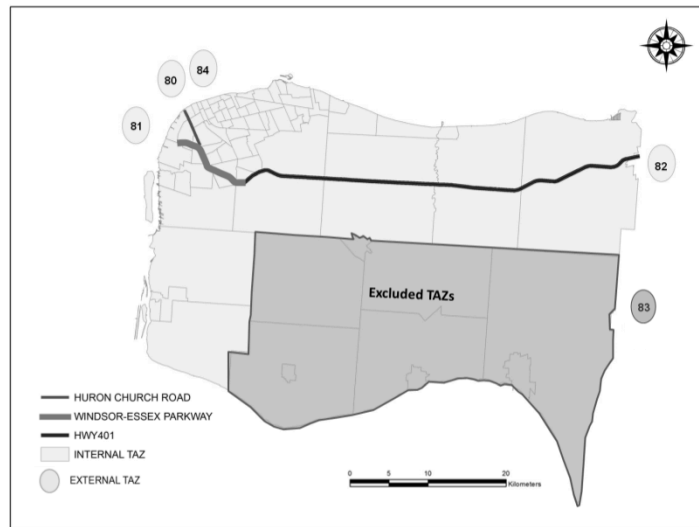 84
80
81
82
Excluded TAZs
83
HURON CHURCH ROAD
WINDSOR-ESSEX PARKWAY
HWY401
INTERNAL TAZ
EXTERNAL TAZ
0 5 10 20
Kilometers